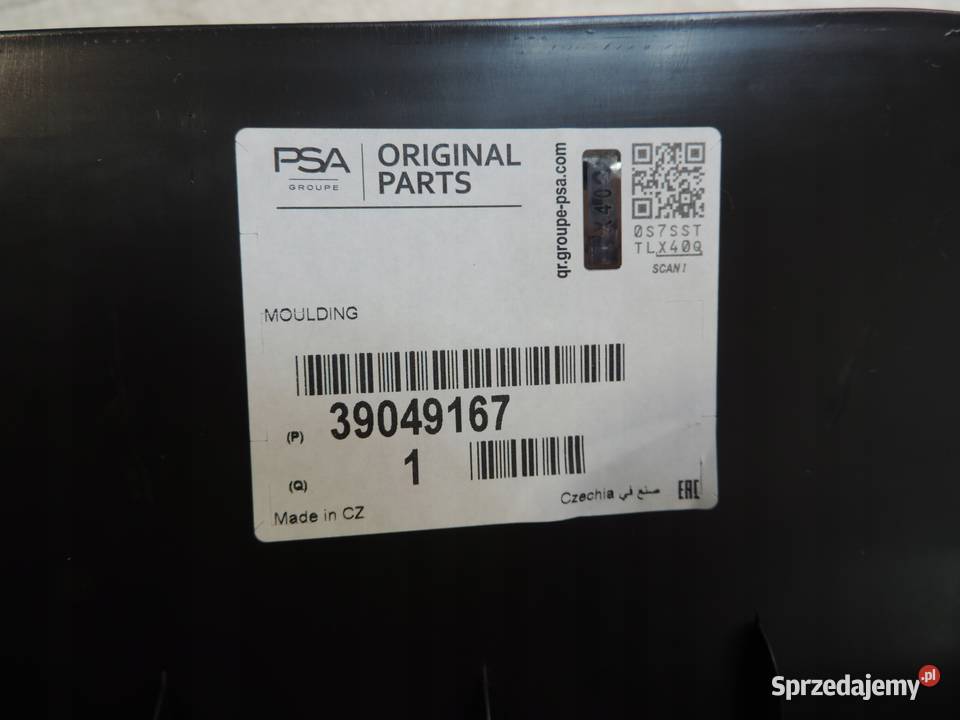 PSA
GROUPE
ORIGINAL
PARTS
qr.groupe-psa.com
0S7SST
TLX40Q
SCAN!
MOULDING
(P) 39049167
(Q) 1
Made in CZ
Czechia صنع في
EAC
Sprzedajemy.pl